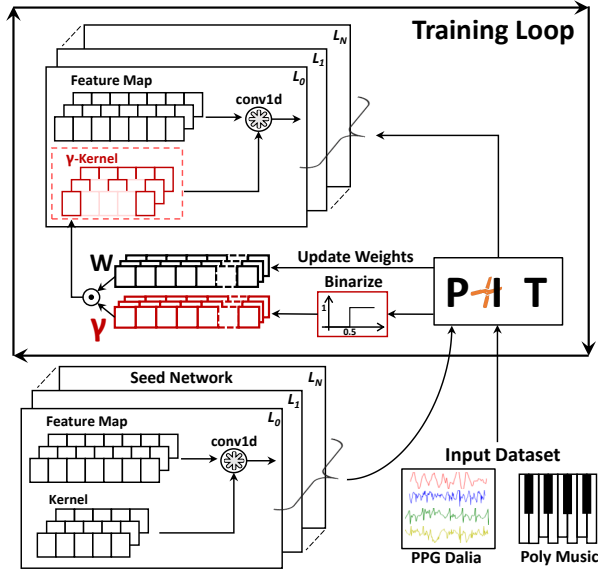 Training Loop
L_N
L_1
L_0
Feature Map
conv1d
γ-Kernel
W
Update Weights
Binarize
1
0.5
γ
P I T
Seed Network
L_N
L_1
L_0
Feature Map
conv1d
Kernel
Input Dataset
PPG Dalia
Poly Music